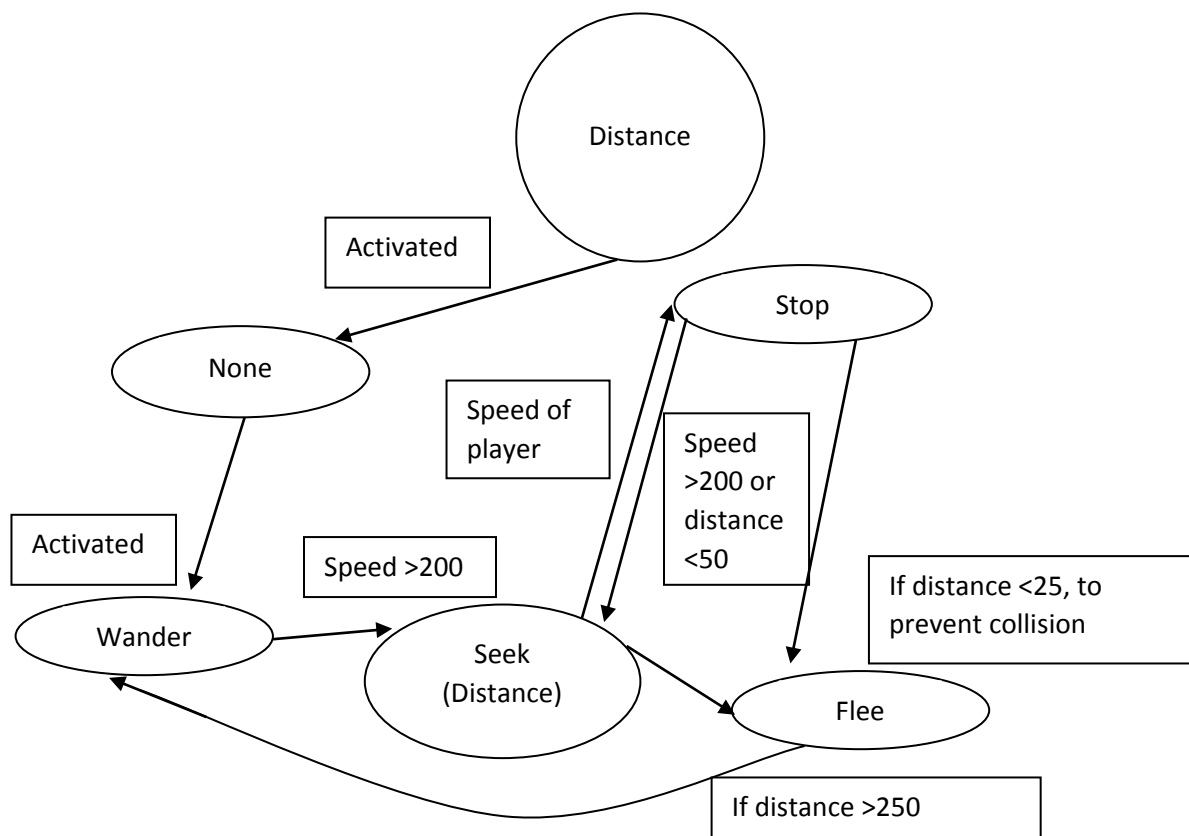 Distance
Activated
Stop
None
Speed of
player
Speed
>200 or
distance
<50
Activated
Speed >200
If distance <25, to
prevent collision
Wander
Seek
(Distance)
Flee
If distance >250